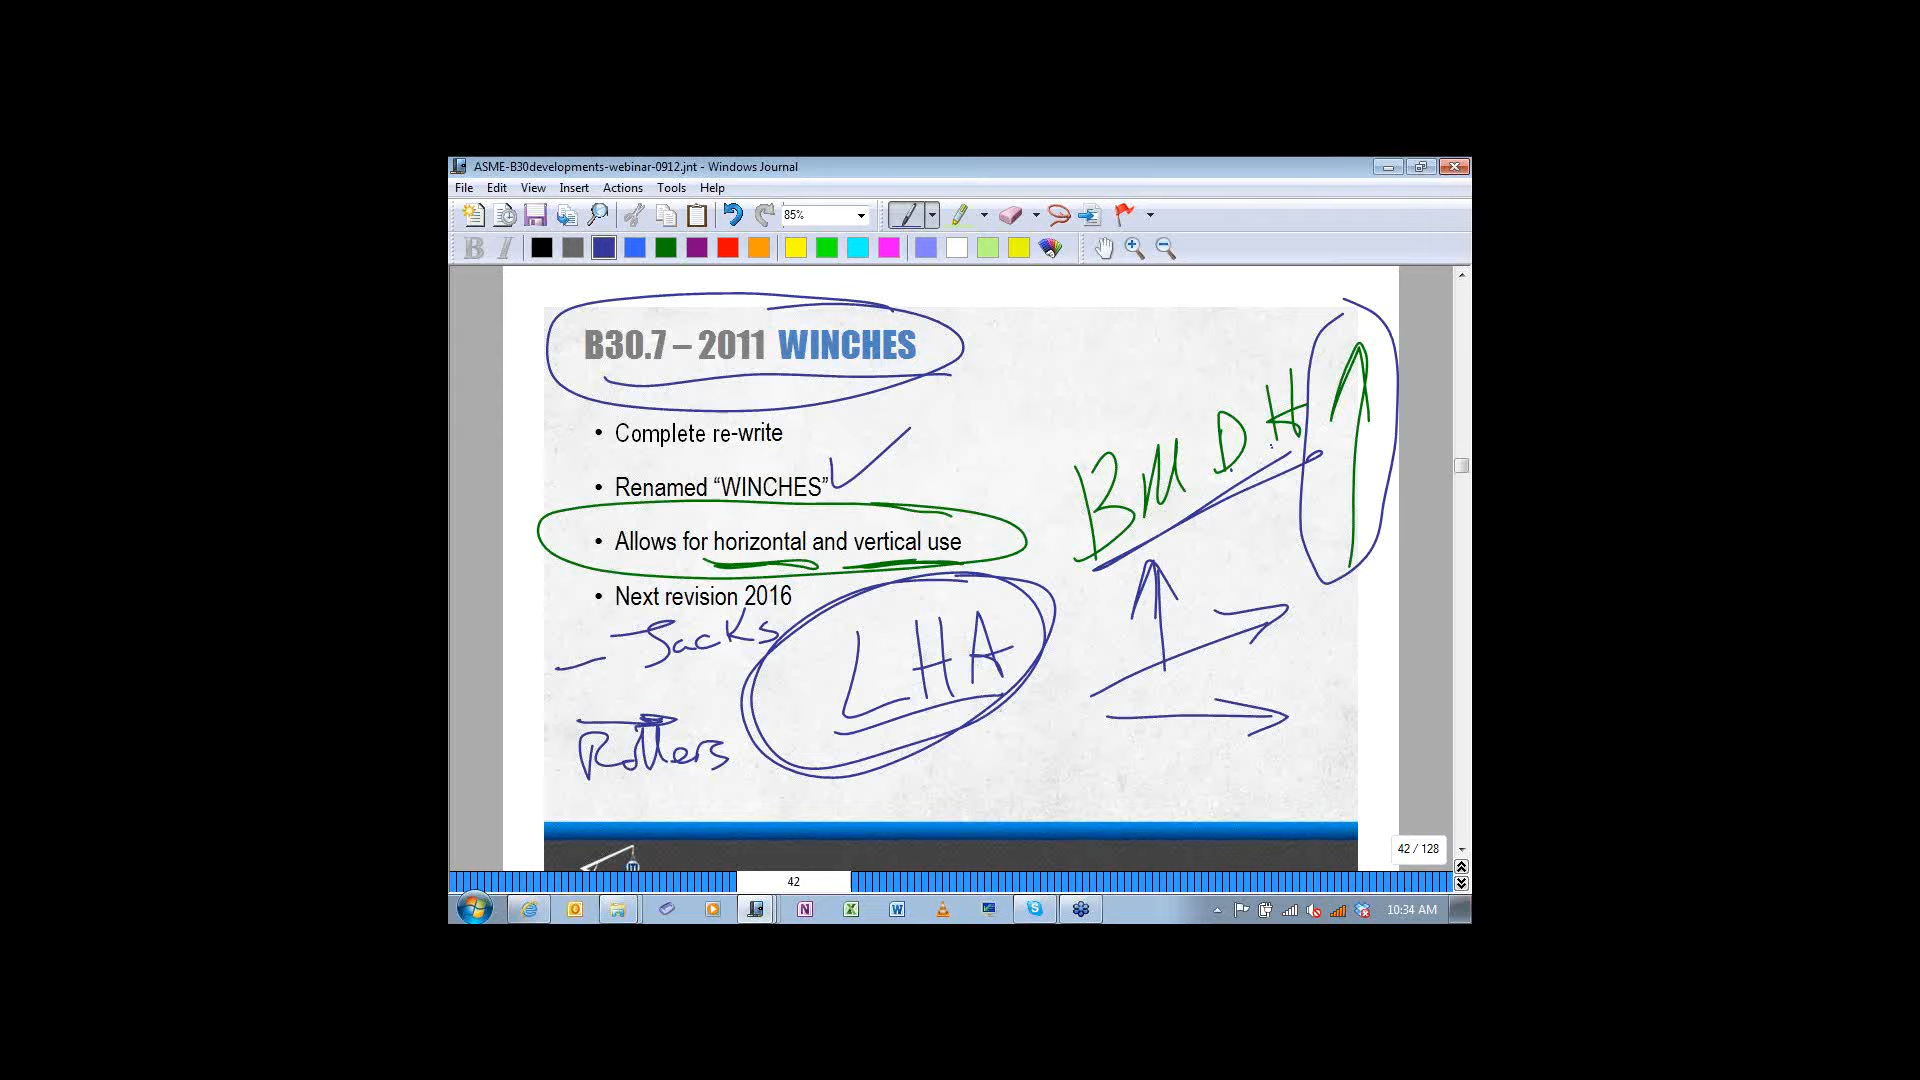 ASME-B30developments-webinar-0912.jnt - Windows Journal
File Edit View Insert Actions Tools Help
85%
B I
B30.7 – 2011 WINCHES
• Complete re-write
• Renamed “WINCHES”
• Allows for horizontal and vertical use
• Next revision 2016
B M D. H
Jacks
LHA
Rollers
42 / 128
42
10:34 AM